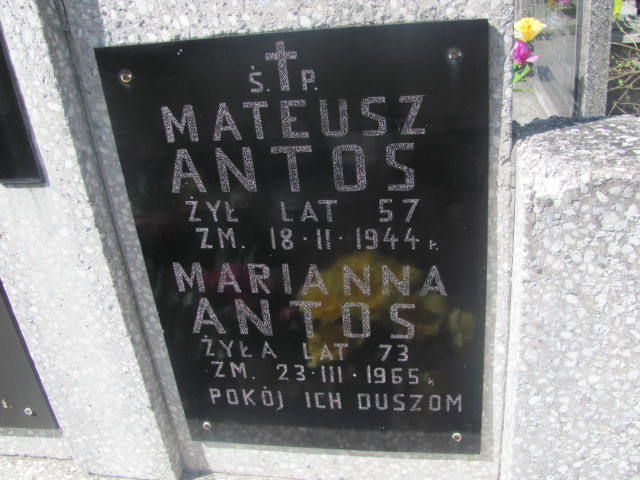 Ś. P.
MATEUSZ
ANTOS
ŻYŁ LAT 57
ZM. 18·II·1944 r.
MARIANNA
ANTOS
ŻYŁA LAT 73
ZM. 23·III·1965 r.
POKÓJ ICH DUSZOM